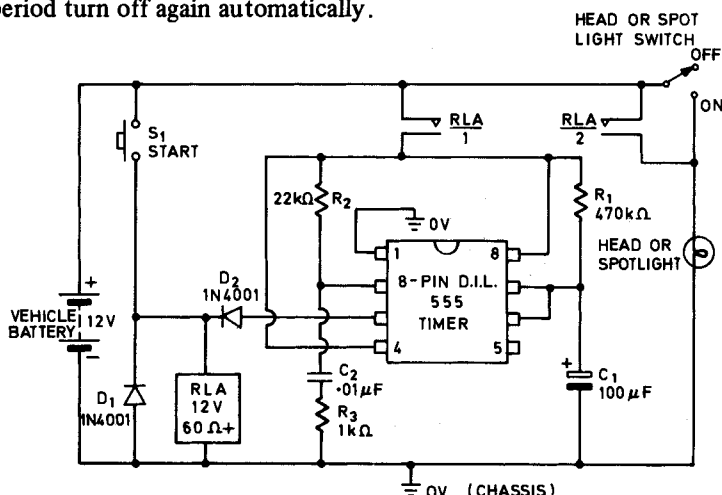 period turn off again automatically.
HEAD OR SPOT
LIGHT SWITCH
OFF
ON
S1
START
RLA
1
RLA
2
22kΩ R2
0V
R1
470kΩ
1
8
8-PIN D.I.L.
555
TIMER
4
5
HEAD OR
SPOTLIGHT
D2
1N4001
+
VEHICLE
BATTERY
12V
−
D1
1N4001
RLA
12V
60Ω+
C2
·01µF
R3
1kΩ
+
C1
100µF
0V (CHASSIS)